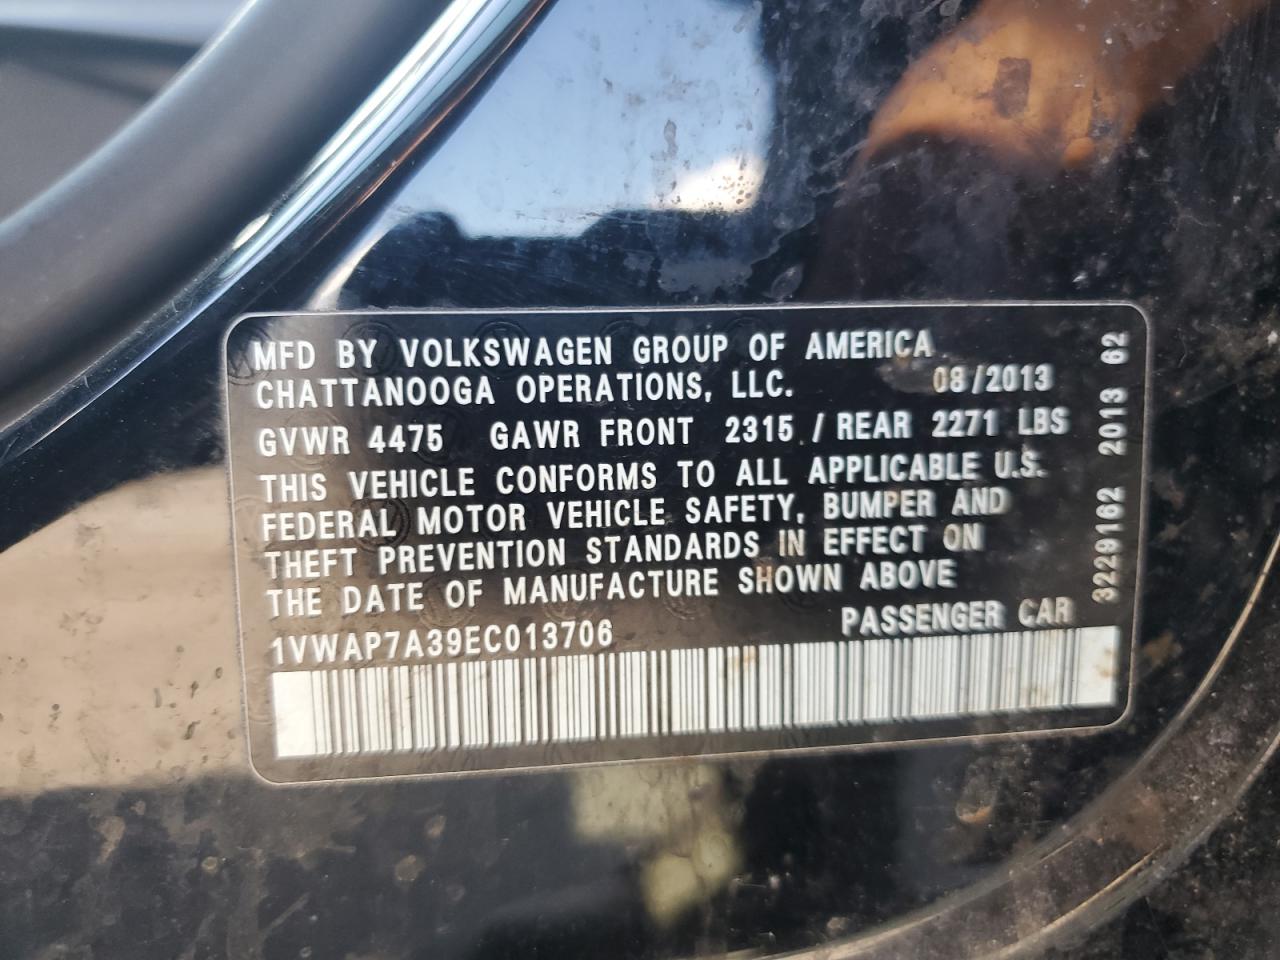 MFD BY VOLKSWAGEN GROUP OF AMERICA
CHATTANOOGA OPERATIONS, LLC. 08/2013
GVWR 4475 GAWR FRONT 2315 / REAR 2271 LBS
THIS VEHICLE CONFORMS TO ALL APPLICABLE U.S.
FEDERAL MOTOR VEHICLE SAFETY, BUMPER AND
THEFT PREVENTION STANDARDS IN EFFECT ON
THE DATE OF MANUFACTURE SHOWN ABOVE
1VWAP7A39EC013706 PASSENGER CAR
3229162 2013 62